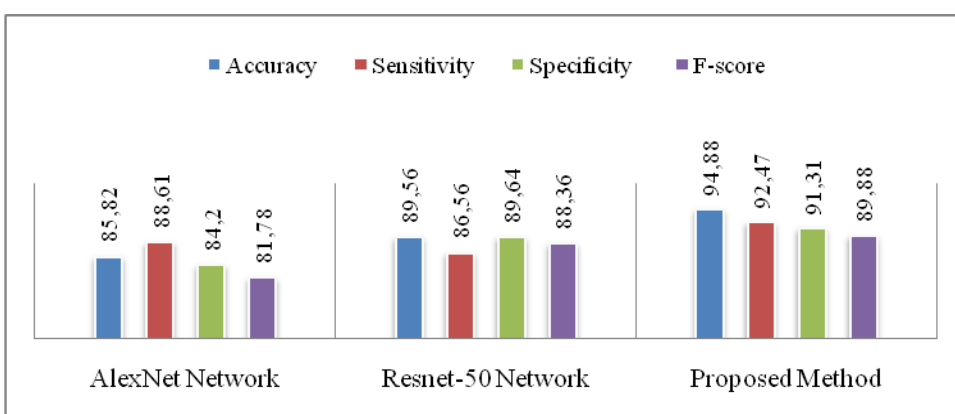 Accuracy Sensitivity Specificity F-score
85,82 88,61 84,2 81,78 89,56 86,56 89,64 88,36 94,88 92,47 91,31 89,88
AlexNet Network Resnet-50 Network Proposed Method